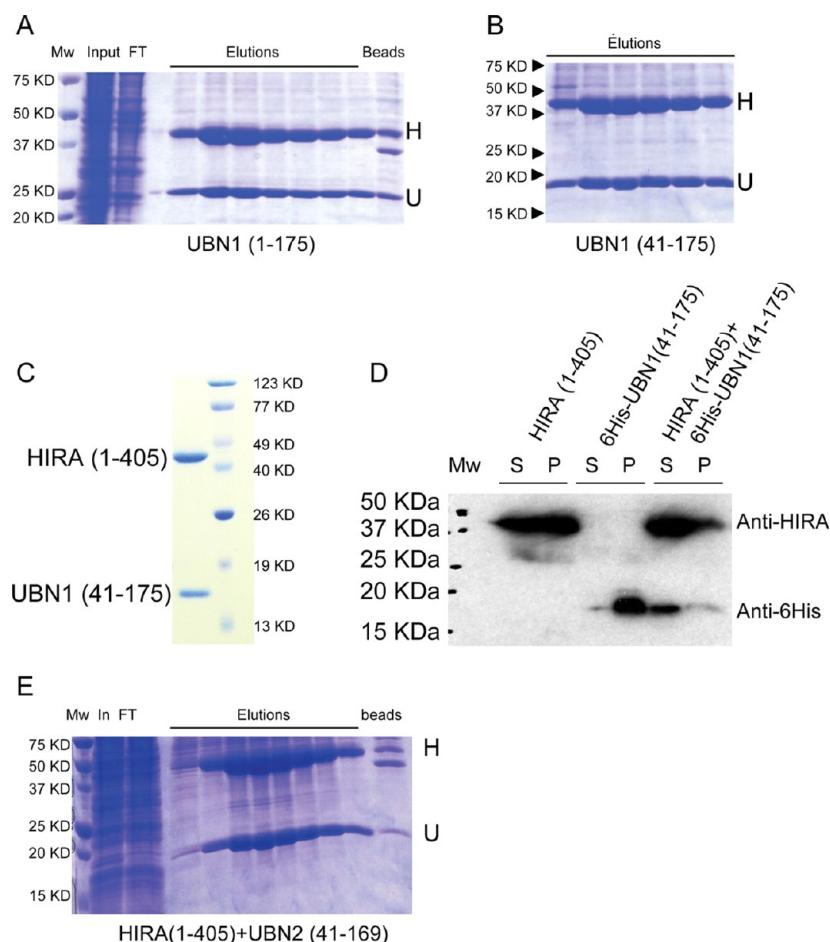 A
Mw Input FT Elutions Beads
75 KD
50 KD
37 KD
25 KD
20 KD
H
U
UBN1 (1-175)
B
Elutions
75 KD
50 KD
37 KD
25 KD
20 KD
15 KD
H
U
UBN1 (41-175)
C
HIRA (1-405)
UBN1 (41-175)
123 KD
77 KD
49 KD
40 KD
26 KD
19 KD
13 KD
D
HIRA (1-405)
6His-UBN1(41-175)
HIRA (1-405)+
6His-UBN1(41-175)
Mw S P S P S P
50 KDa
37 KDa
25 KDa
20 KDa
15 KDa
Anti-HIRA
Anti-6His
E
Mw In FT Elutions beads
75 KD
50 KD
37 KD
25 KD
20 KD
15 KD
H
U
HIRA(1-405)+UBN2 (41-169)